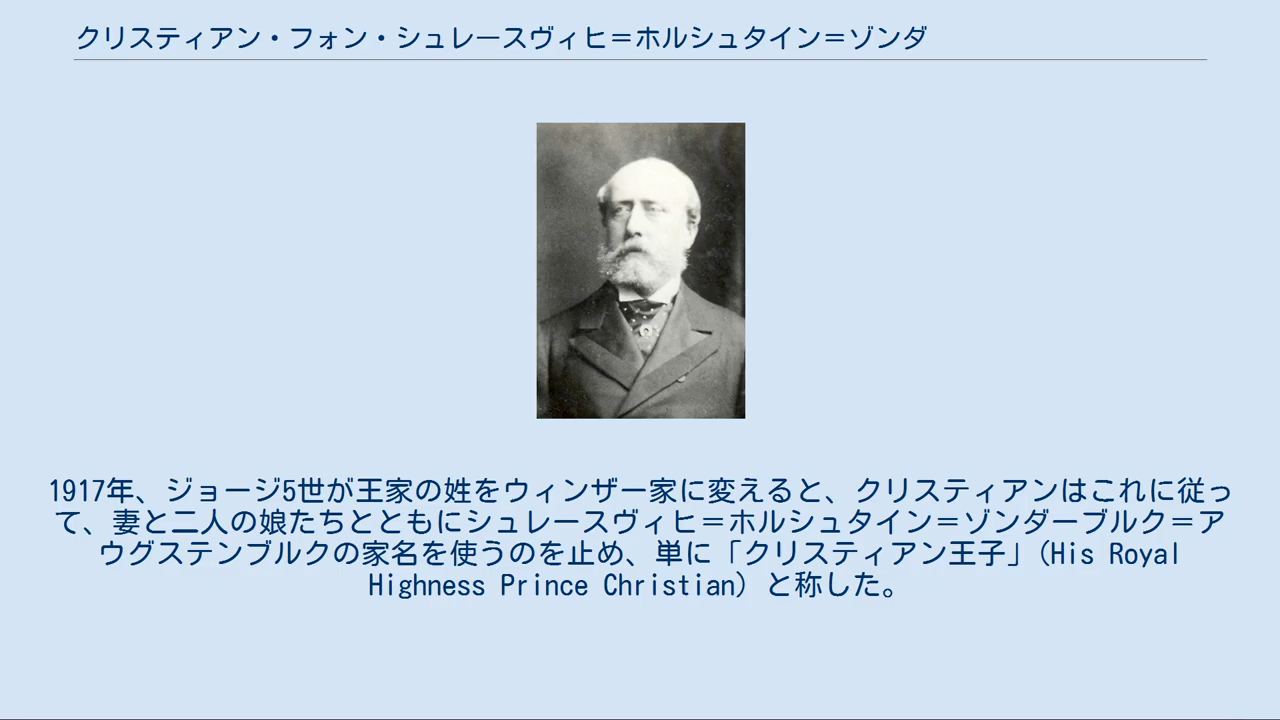 クリスティアン・フォン・シュレースヴィヒ＝ホルシュタイン＝ゾンダ
1917年、ジョージ5世が王家の姓をウィンザー家に変えると、クリスティアンはこれに従っ
て、妻と二人の娘たちとともにシュレースヴィヒ＝ホルシュタイン＝ゾンダーブルク＝ア
ウグステンブルクの家名を使うのを止め、単に「クリスティアン王子」(His Royal
Highness Prince Christian) と称した。